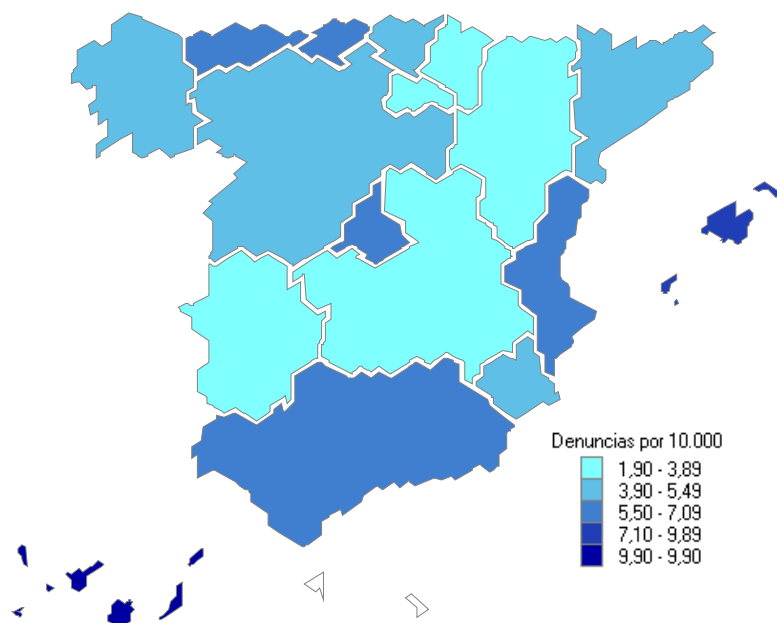 Denuncias por 10.000
1,90 - 3,89
3,90 - 5,49
5,50 - 7,09
7,10 - 9,89
9,90 - 9,90